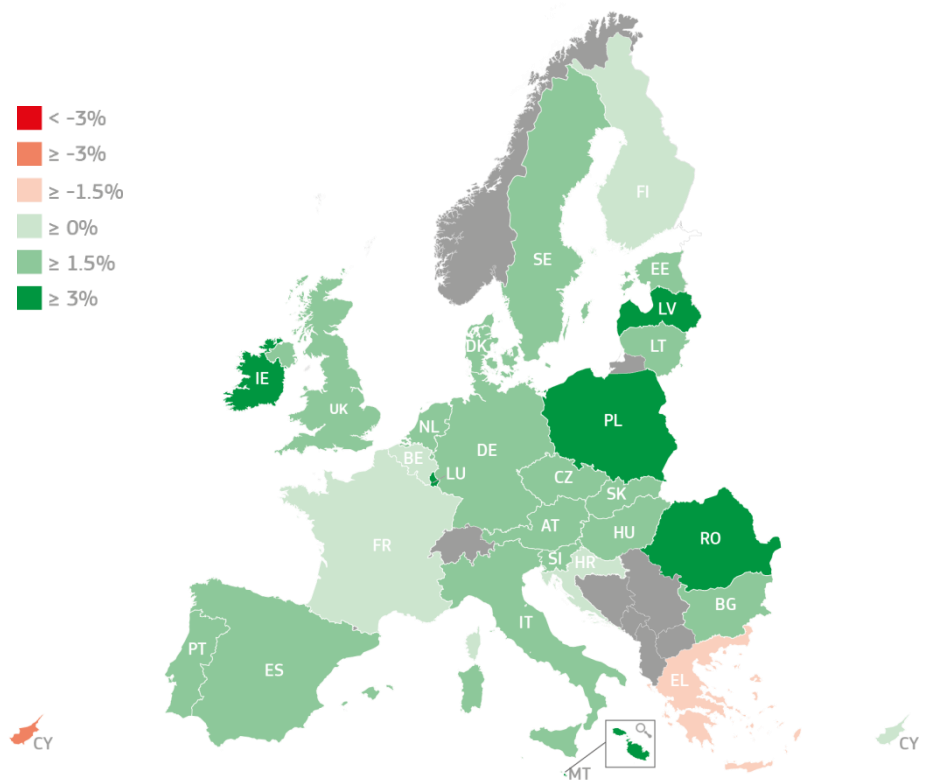 < -3%
≥ -3%
≥ -1.5%
≥ 0%
≥ 1.5%
≥ 3%
FI
SE
EE
LV
LT
DK
IE
UK
NL
PL
DE
BE
LU
CZ
SK
AT
HU
FR
RO
SI
HR
BG
IT
PT
ES
EL
CY
CY
MT